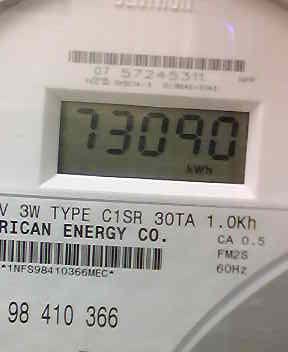 07 57245311
73090
kWh
V 3W TYPE C1SR 30TA 1.0Kh
RICAN ENERGY CO.
CA 0.5
FM2S
*1NFS98410366MEC*
60Hz
98 410 366